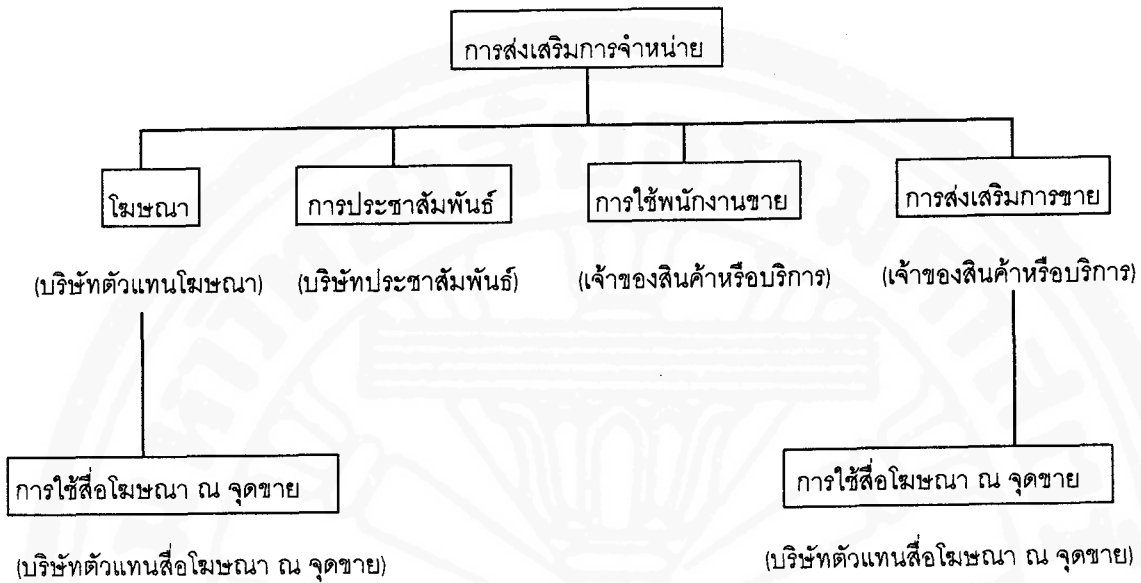 การส่งเสริมการจำหน่าย
โฆษณา
การประชาสัมพันธ์
การใช้พนักงานขาย
การส่งเสริมการขาย
(บริษัทตัวแทนโฆษณา)
(บริษัทประชาสัมพันธ์)
(เจ้าของสินค้าหรือบริการ)
(เจ้าของสินค้าหรือบริการ)
การใช้สื่อโฆษณา ณ จุดขาย
การใช้สื่อโฆษณา ณ จุดขาย
(บริษัทตัวแทนสื่อโฆษณา ณ จุดขาย)
(บริษัทตัวแทนสื่อโฆษณา ณ จุดขาย)